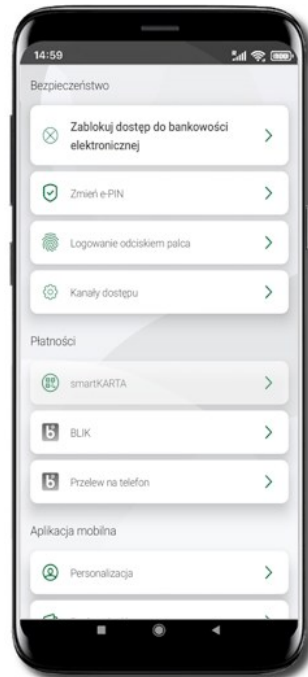 14:59
Bezpieczeństwo
Zablokuj dostęp do bankowości
elektronicznej
Zmień e-PIN
Logowanie odciskiem palca
Kanały dostępu
Płatności
smartKARTA
BLIK
Przelew na telefon
Aplikacja mobilna
Personalizacja